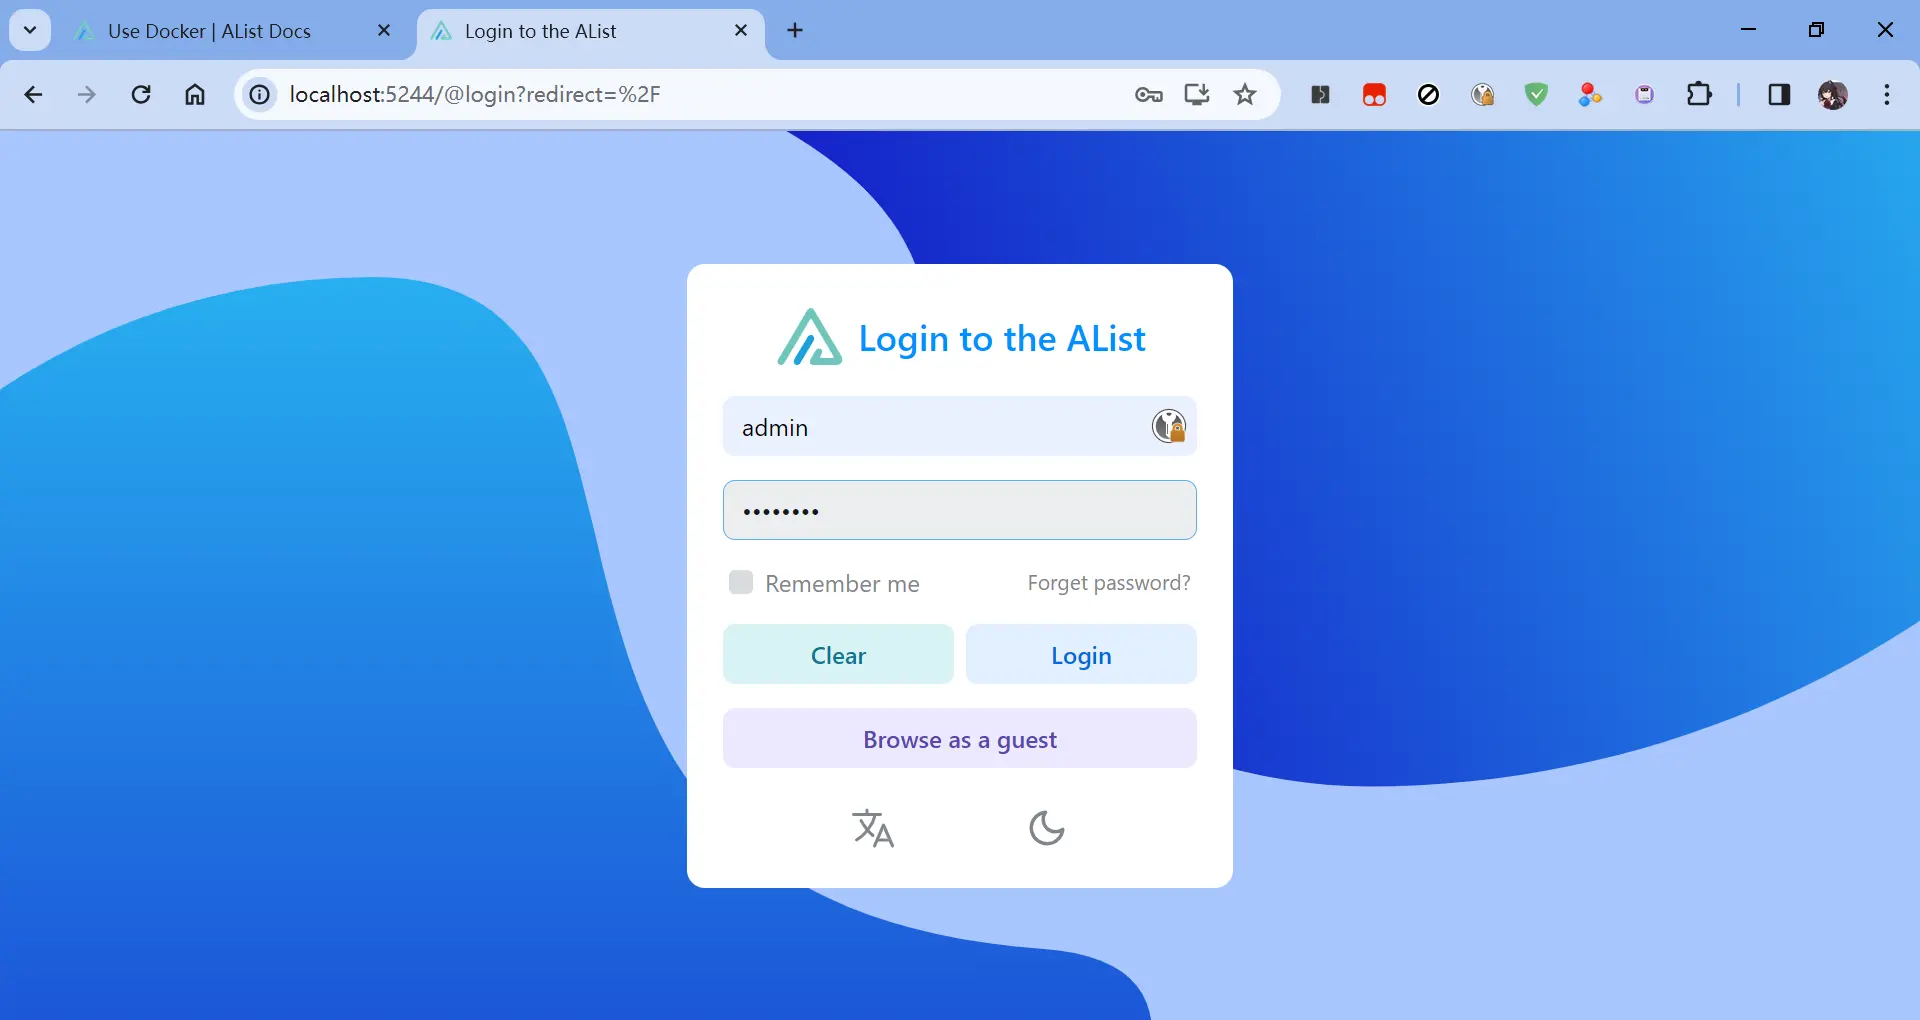 Use Docker | AList Docs
Login to the AList
localhost:5244/@login?redirect=%2F
Login to the AList
admin
••••••••
Remember me
Forget password?
Clear
Login
Browse as a guest